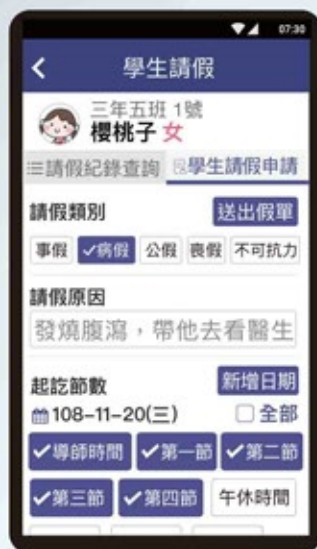 07:30
學生請假
三年五班 1號
櫻桃子 女
請假紀錄查詢 學生請假申請
請假類別 送出假單
事假 病假 公假 喪假 不可抗力
請假原因
發燒腹瀉，帶他去看醫生
起訖節數 新增日期
108-11-20(三) 全部
導師時間 第一節 第二節
第三節 第四節 午休時間